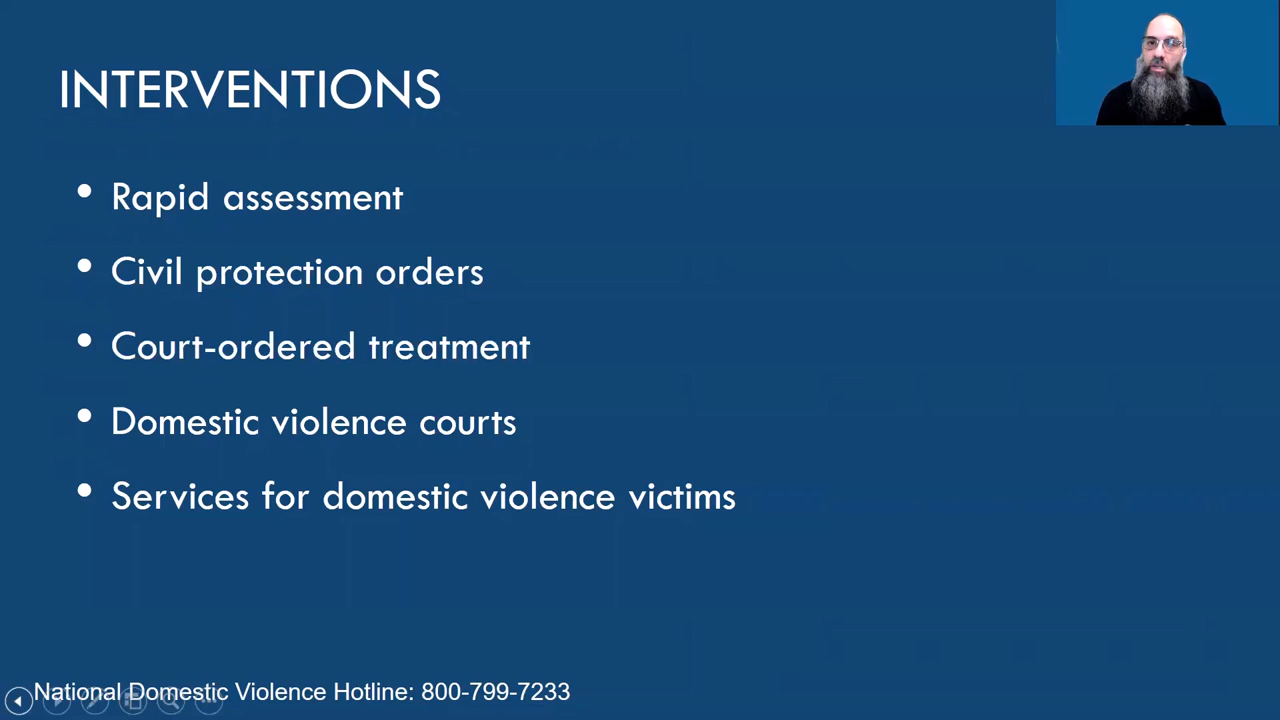 INTERVENTIONS
• Rapid assessment
• Civil protection orders
• Court-ordered treatment
• Domestic violence courts
• Services for domestic violence victims
National Domestic Violence Hotline: 800-799-7233